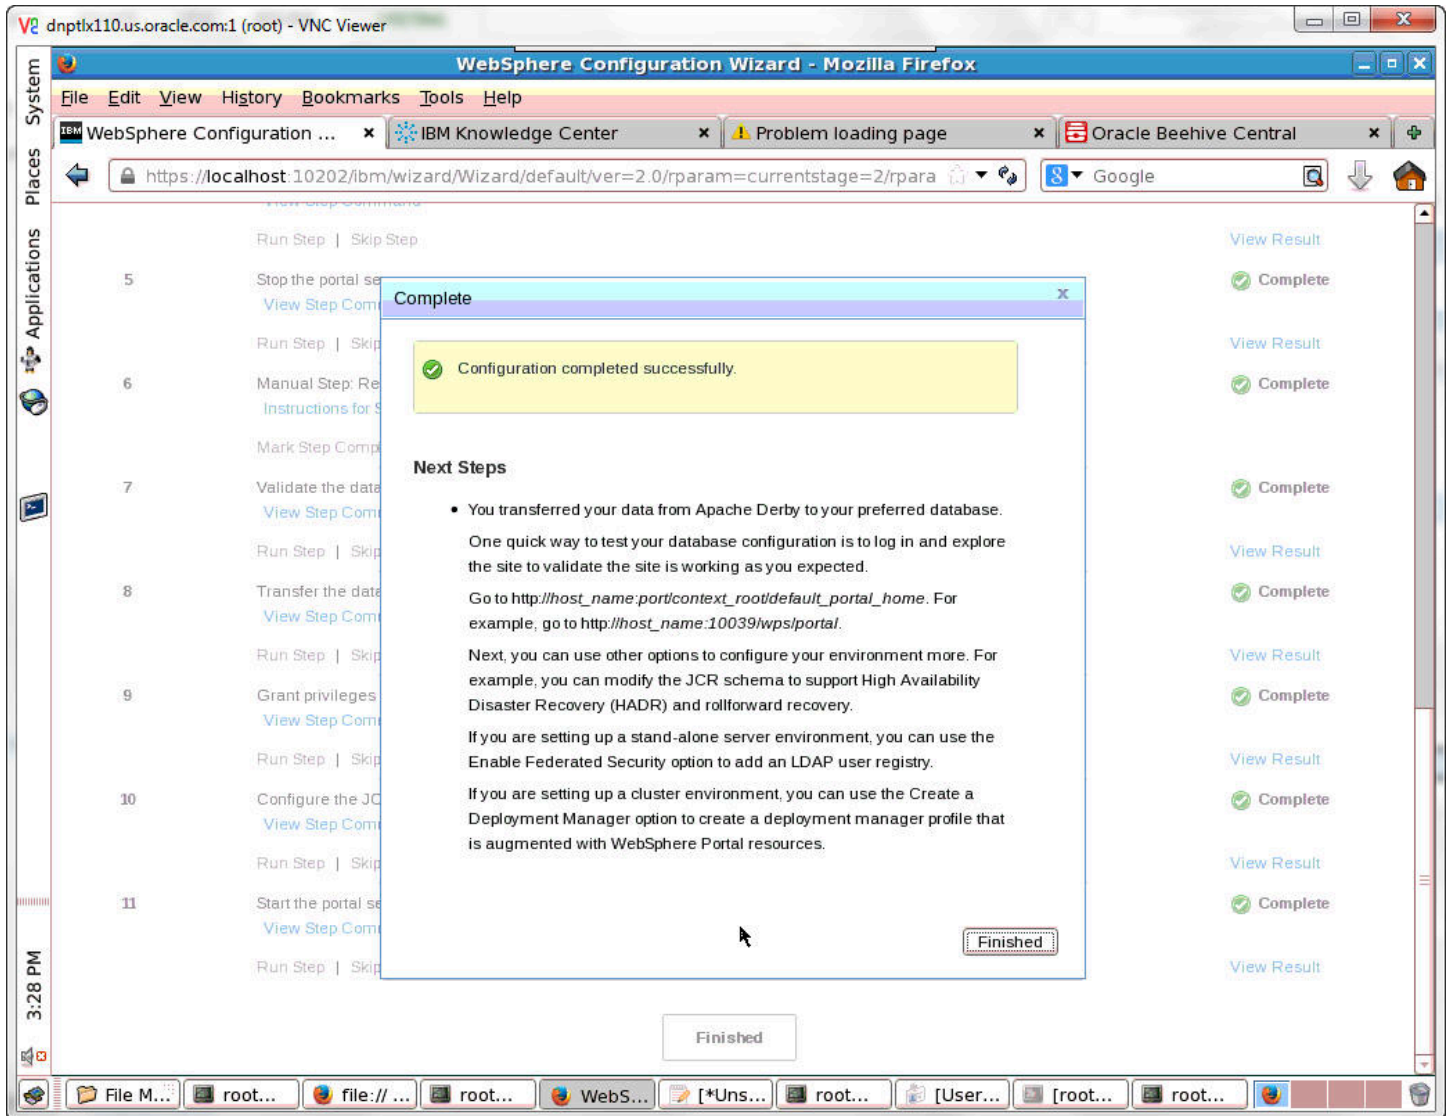 dnptlx110.us.oracle.com:1 (root) - VNC Viewer
System
Places
Applications
3:28 PM
WebSphere Configuration Wizard - Mozilla Firefox
File Edit View History Bookmarks Tools Help
IBM WebSphere Configuration ... IBM Knowledge Center Problem loading page Oracle Beehive Central
https://localhost:10202/ibm/wizard/Wizard/default/ver=2.0/rparam=currentstage=2/rpara Google
View Step Command
Run Step | Skip Step View Result
5 Stop the portal se Complete
View Step Com
Run Step | Skip View Result
6 Manual Step: Re Complete
Instructions for S
Mark Step Comp
7 Validate the data Complete
View Step Com
Run Step | Skip View Result
8 Transfer the data Complete
View Step Com
Run Step | Skip View Result
9 Grant privileges Complete
View Step Com
Run Step | Skip View Result
10 Configure the JC Complete
View Step Com
Run Step | Skip View Result
11 Start the portal se Complete
View Step Com
Run Step | Skip View Result
Finished
Complete x
Configuration completed successfully.
Next Steps
• You transferred your data from Apache Derby to your preferred database.
One quick way to test your database configuration is to log in and explore
the site to validate the site is working as you expected.
Go to http://host_name:port/context_root/default_portal_home. For
example, go to http://host_name:10039/wps/portal.
Next, you can use other options to configure your environment more. For
example, you can modify the JCR schema to support High Availability
Disaster Recovery (HADR) and rollforward recovery.
If you are setting up a stand-alone server environment, you can use the
Enable Federated Security option to add an LDAP user registry.
If you are setting up a cluster environment, you can use the Create a
Deployment Manager option to create a deployment manager profile that
is augmented with WebSphere Portal resources.
Finished
File M... root... file:// ... root... WebS... [*Uns... root... [User... [root... root...